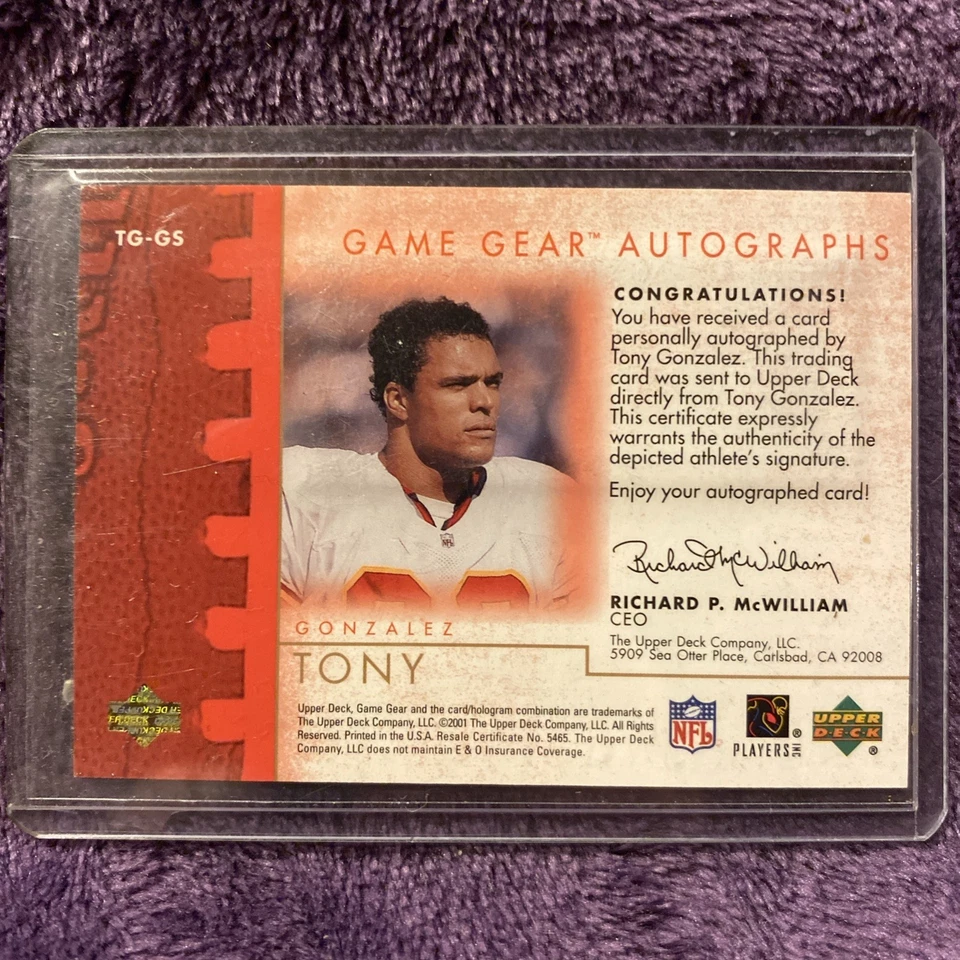 TG-GS
GAME GEAR™ AUTOGRAPHS
CONGRATULATIONS!
You have received a card
personally autographed by
Tony Gonzalez. This trading
card was sent to Upper Deck
directly from Tony Gonzalez.
This certificate expressly
warrants the authenticity of the
depicted athlete's signature.
Enjoy your autographed card!
Richard McWilliam
RICHARD P. McWILLIAM
CEO
The Upper Deck Company, LLC.
5909 Sea Otter Place, Carlsbad, CA 92008
GONZALEZ
TONY
Upper Deck, Game Gear and the card/hologram combination are trademarks of
The Upper Deck Company, LLC. ©2001 The Upper Deck Company, LLC. All Rights
Reserved. Printed in the U.S.A. Resale Certificate No. 5465. The Upper Deck
Company, LLC does not maintain E & O Insurance Coverage.
NFL
NFL
PLAYERS INC ®
UPPER
DECK ®